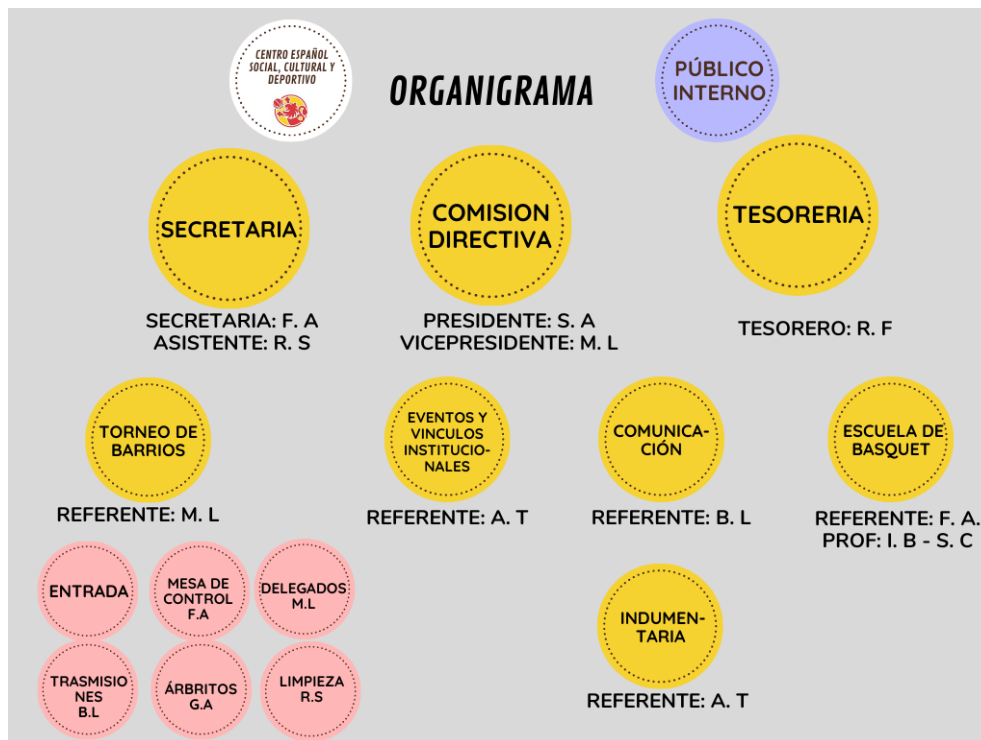 CENTRO ESPAÑOL
SOCIAL, CULTURAL Y
DEPORTIVO
ORGANIGRAMA
PÚBLICO
INTERNO
SECRETARIA
COMISION
DIRECTIVA
TESORERIA
SECRETARIA: F. A
ASISTENTE: R. S
PRESIDENTE: S. A
VICEPRESIDENTE: M. L
TESORERO: R. F
TORNEO DE
BARRIOS
EVENTOS Y
VINCULOS
INSTITUCIO-
NALES
COMUNICA-
CIÓN
ESCUELA DE
BASQUET
REFERENTE: M. L
REFERENTE: A. T
REFERENTE: B. L
REFERENTE: F. A.
PROF: I. B - S. C
ENTRADA
MESA DE
CONTROL
F.A
DELEGADOS
M.L
INDUMEN-
TARIA
TRASMISIO
NES
B.L
ÁRBRITOS
G.A
LIMPIEZA
R.S
REFERENTE: A. T